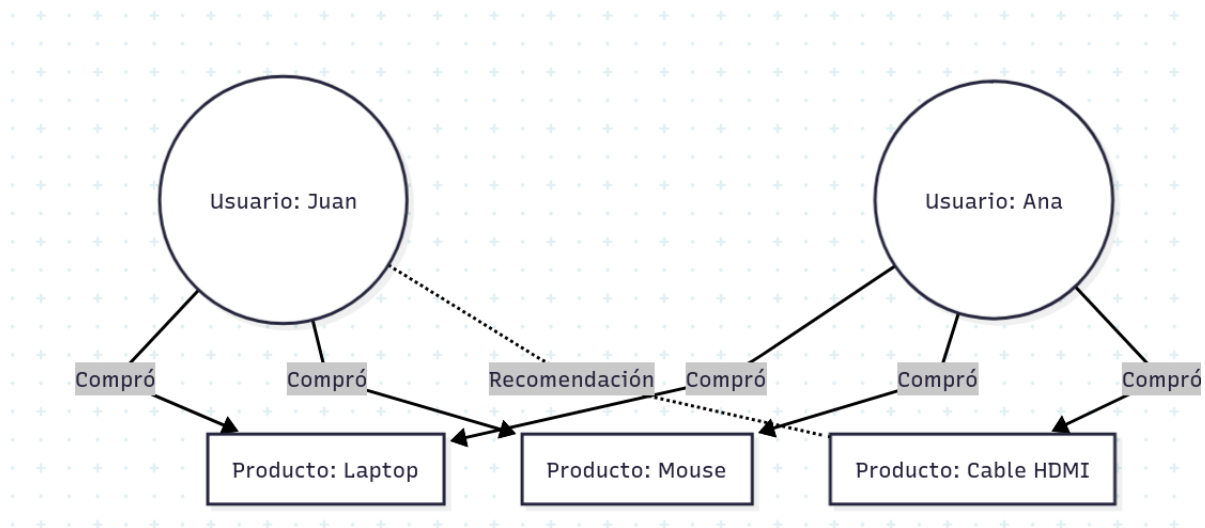 Usuario: Juan
Usuario: Ana
Compró
Compró
Recomendación
Compró
Compró
Compró
Producto: Laptop
Producto: Mouse
Producto: Cable HDMI